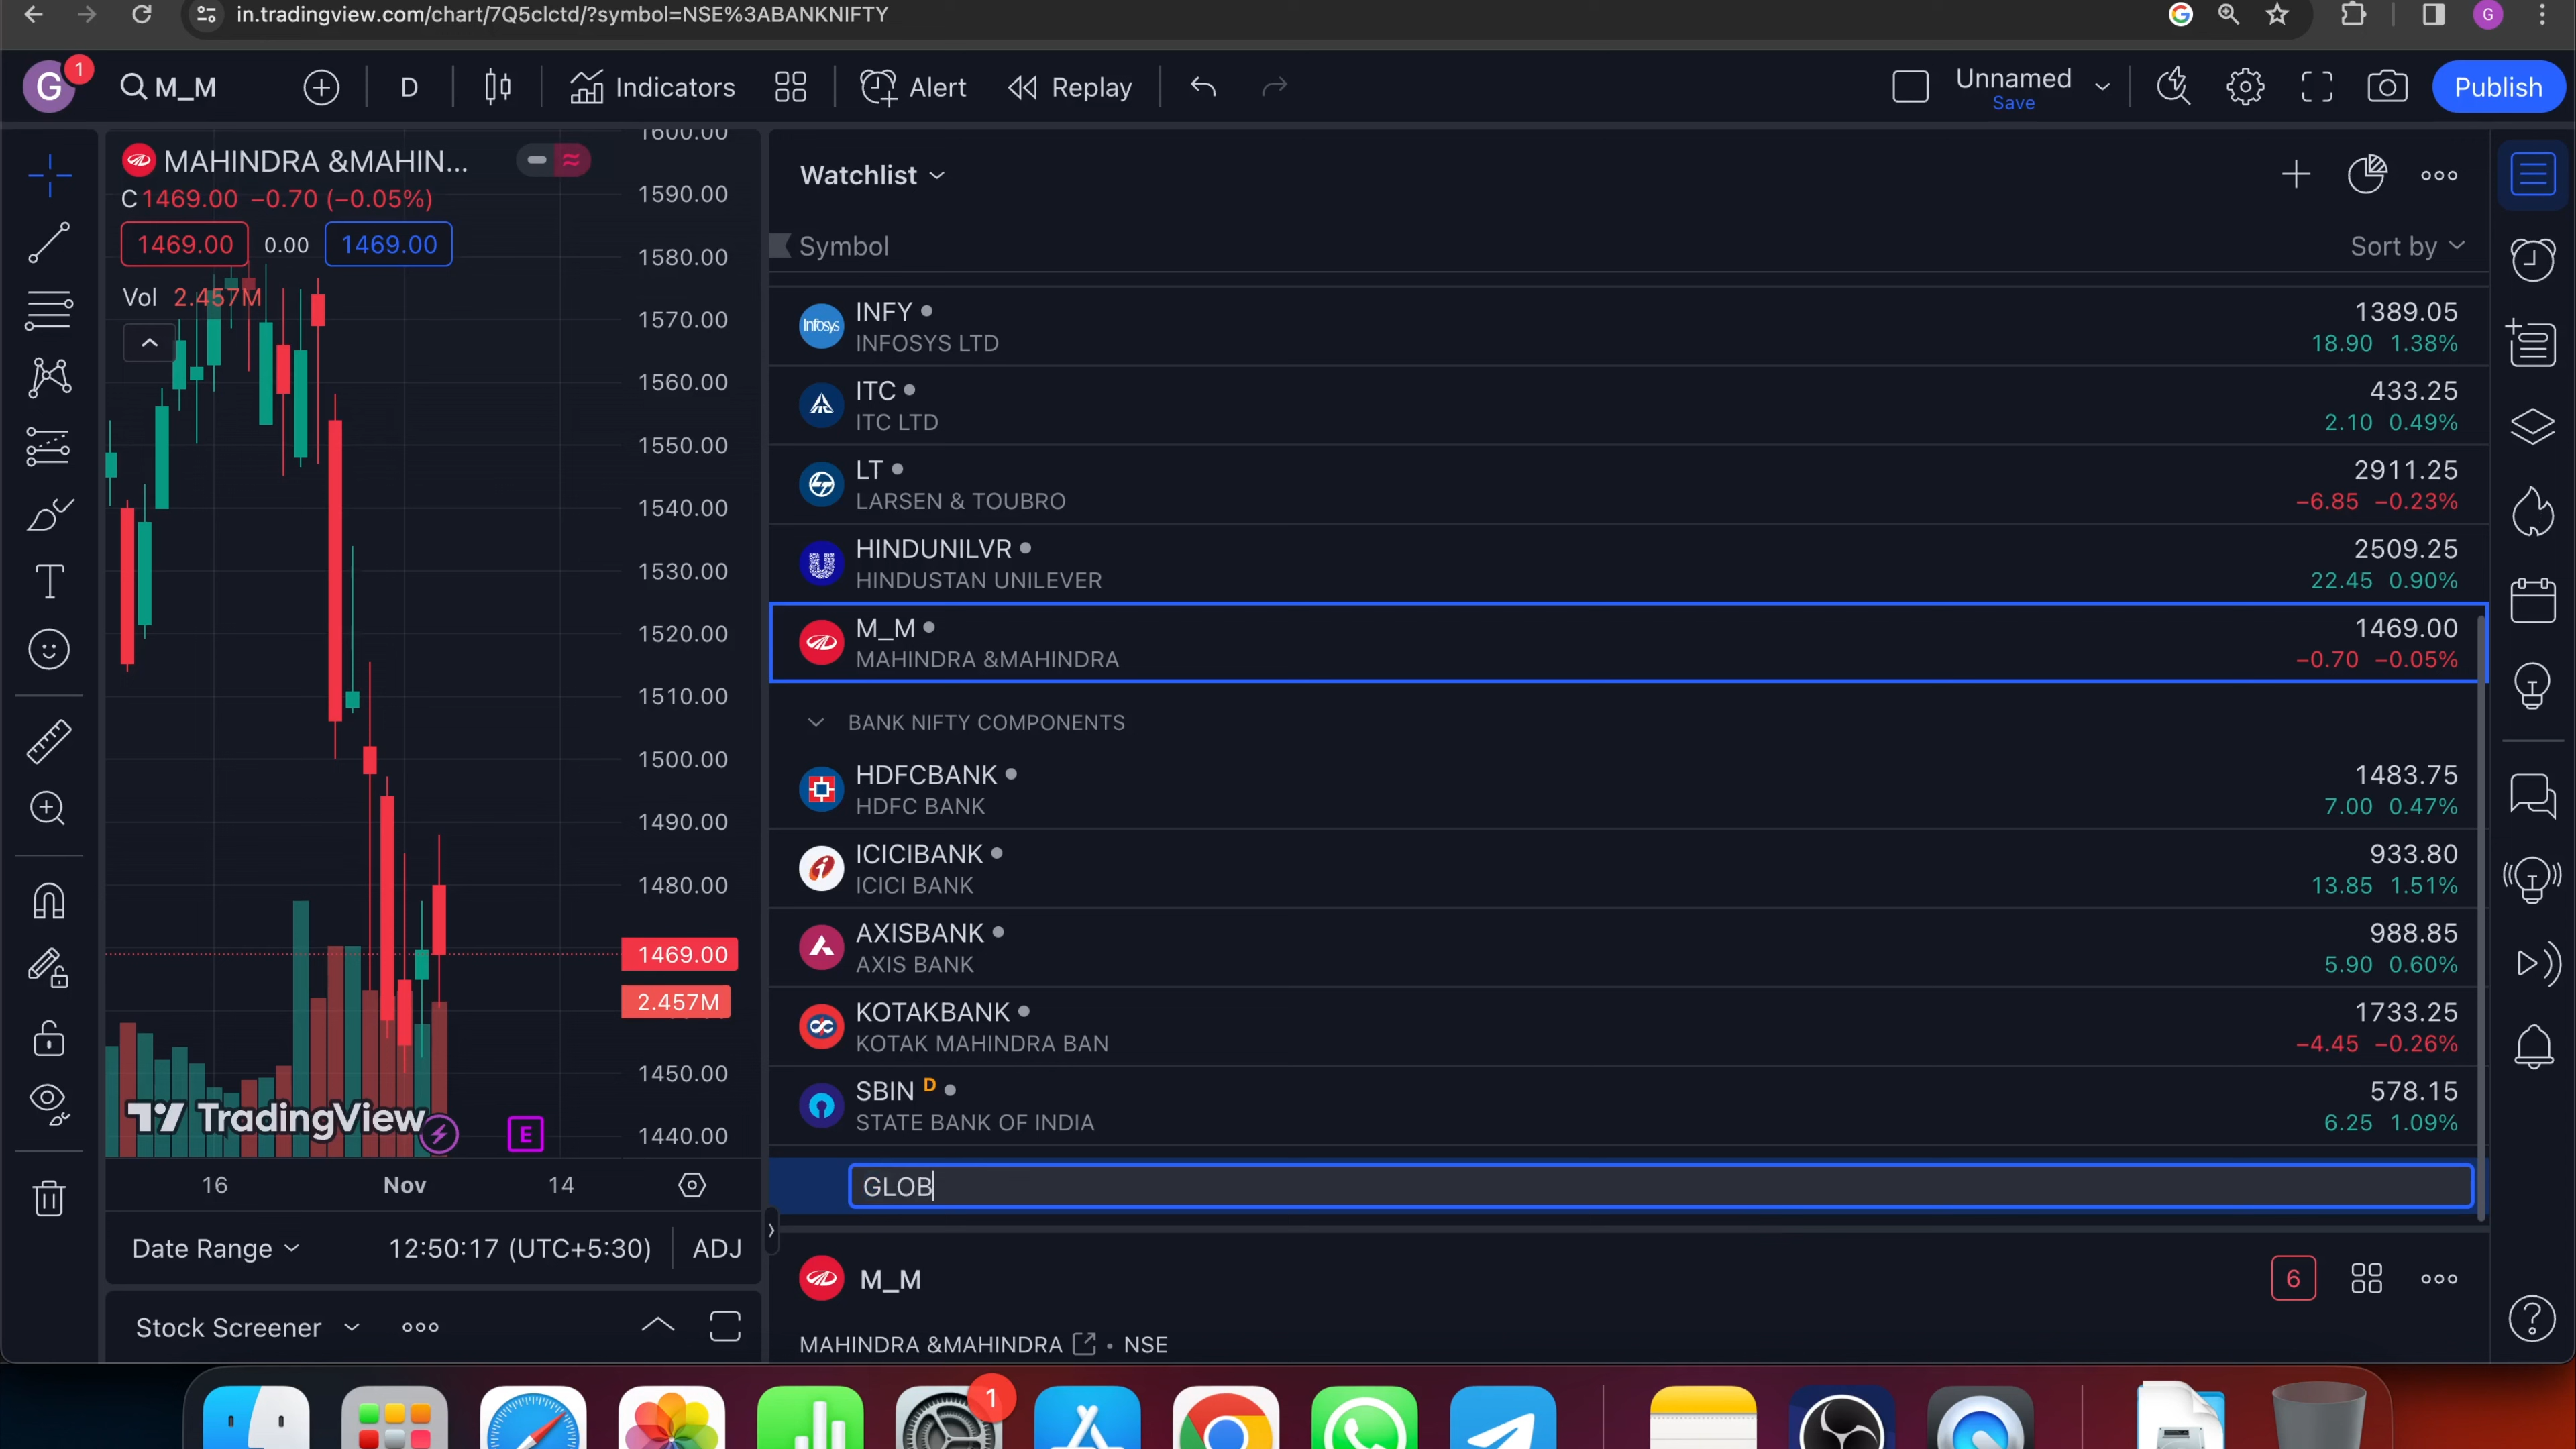 in.tradingview.com/chart/7Q5clctd/?symbol=NSE%3ABANKNIFTY
G
G 1 M_M D Indicators Alert Replay Unnamed Save Publish
MAHINDRA &MAHIN...
C1469.00 −0.70 (−0.05%)
1469.00 0.00 1469.00
Vol 2.457M
1600.00
1590.00
1580.00
1570.00
1560.00
1550.00
1540.00
1530.00
1520.00
1510.00
1500.00
1490.00
1480.00
1469.00
2.457M
1450.00
1440.00
TradingView
E
16 Nov 14
Date Range 12:50:17 (UTC+5:30) ADJ
Stock Screener
Watchlist
Symbol Sort by
INFY 1389.05
INFOSYS LTD 18.90 1.38%
Infosys
ITC 433.25
ITC LTD 2.10 0.49%
LT 2911.25
LARSEN & TOUBRO −6.85 −0.23%
HINDUNILVR 2509.25
HINDUSTAN UNILEVER 22.45 0.90%
M_M 1469.00
MAHINDRA &MAHINDRA −0.70 −0.05%
BANK NIFTY COMPONENTS
HDFCBANK 1483.75
HDFC BANK 7.00 0.47%
ICICIBANK 933.80
ICICI BANK 13.85 1.51%
AXISBANK 988.85
AXIS BANK 5.90 0.60%
KOTAKBANK 1733.25
KOTAK MAHINDRA BAN −4.45 −0.26%
SBIN D 578.15
STATE BANK OF INDIA 6.25 1.09%
GLOB
M_M 6
MAHINDRA &MAHINDRA • NSE
1